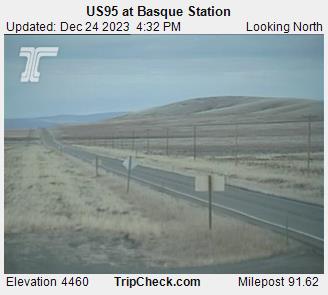 US95 at Basque Station
Updated: Dec 24 2023 4:32 PM Looking North
Elevation 4460 TripCheck.com Milepost 91.62